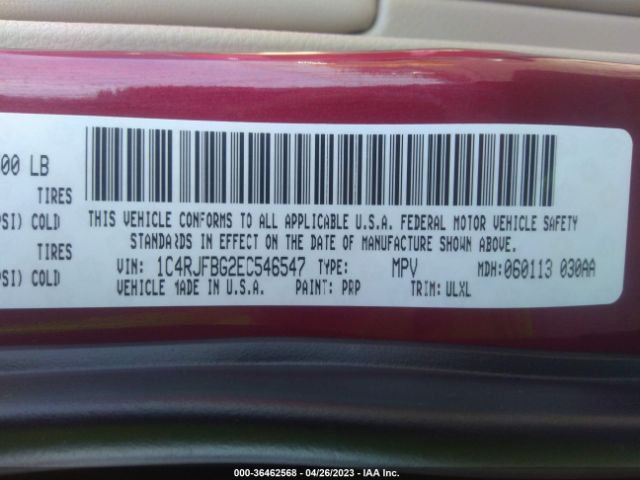 00 LB
TIRES
PSI) COLD
TIRES
PSI) COLD
THIS VEHICLE CONFORMS TO ALL APPLICABLE U.S.A. FEDERAL MOTOR VEHICLE SAFETY
STANDARDS IN EFFECT ON THE DATE OF MANUFACTURE SHOWN ABOVE.
VIN: 1C4RJFBG2EC546547 TYPE: MPV MDH:060113 030AA
VEHICLE MADE IN U.S.A. PAINT: PRP TRIM: ULXL
000-36462568 - 04/26/2023 - IAA Inc.